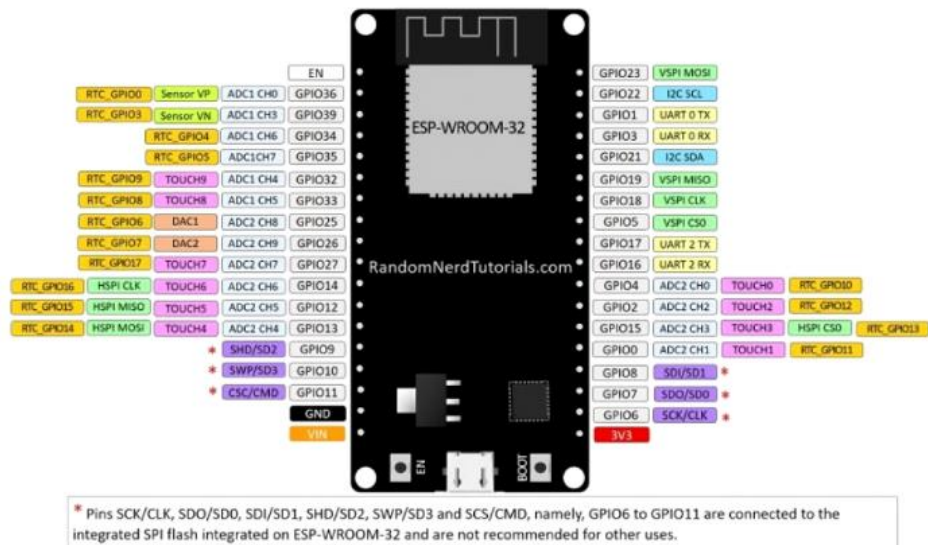 EN
RTC_GPIO0 Sensor VP ADC1 CH0 GPIO36
RTC_GPIO3 Sensor VN ADC1 CH3 GPIO39
RTC_GPIO4 ADC1 CH6 GPIO34
RTC_GPIO5 ADC1CH7 GPIO35
RTC_GPIO9 TOUCH9 ADC1 CH4 GPIO32
RTC_GPIO8 TOUCH8 ADC1 CH5 GPIO33
RTC_GPIO6 DAC1 ADC2 CH8 GPIO25
RTC_GPIO7 DAC2 ADC2 CH9 GPIO26
RTC_GPIO17 TOUCH7 ADC2 CH7 GPIO27
RTC_GPIO16 HSPI CLK TOUCH6 ADC2 CH6 GPIO14
RTC_GPIO15 HSPI MISO TOUCH5 ADC2 CH5 GPIO12
RTC_GPIO14 HSPI MOSI TOUCH4 ADC2 CH4 GPIO13
* SHD/SD2 GPIO9
* SWP/SD3 GPIO10
* CSC/CMD GPIO11
GND
VIN
ESP-WROOM-32
RandomNerdTutorials.com
EN
BOOT
GPIO23 VSPI MOSI
GPIO22 I2C SCL
GPIO1 UART 0 TX
GPIO3 UART 0 RX
GPIO21 I2C SDA
GPIO19 VSPI MISO
GPIO18 VSPI CLK
GPIO5 VSPI CS0
GPIO17 UART 2 TX
GPIO16 UART 2 RX
GPIO4 ADC2 CH0 TOUCH0 RTC_GPIO10
GPIO2 ADC2 CH2 TOUCH2 RTC_GPIO12
GPIO15 ADC2 CH3 TOUCH3 HSPI CS0 RTC_GPIO13
GPIO0 ADC2 CH1 TOUCH1 RTC_GPIO11
GPIO8 SDI/SD1 *
GPIO7 SDO/SD0 *
GPIO6 SCK/CLK *
3V3
* Pins SCK/CLK, SDO/SD0, SDI/SD1, SHD/SD2, SWP/SD3 and SCS/CMD, namely, GPIO6 to GPIO11 are connected to the
integrated SPI flash integrated on ESP-WROOM-32 and are not recommended for other uses.